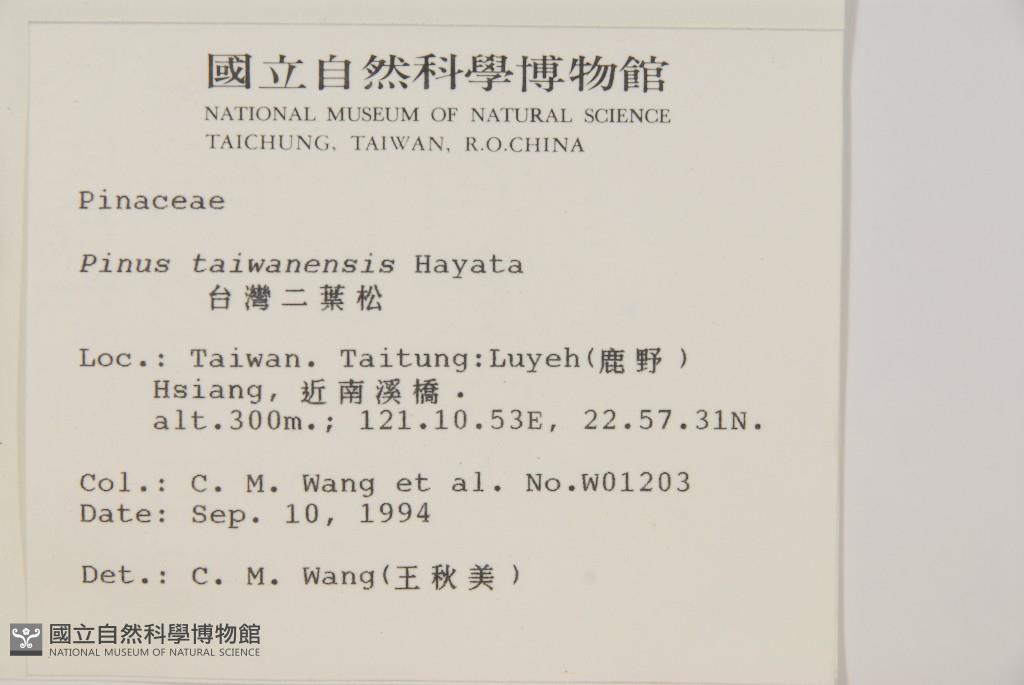 國立自然科學博物館
NATIONAL MUSEUM OF NATURAL SCIENCE
TAICHUNG, TAIWAN, R.O.CHINA
Pinaceae
Pinus taiwanensis Hayata
台灣二葉松
Loc.: Taiwan. Taitung:Luyeh(鹿野)
Hsiang, 近南溪橋.
alt.300m.; 121.10.53E, 22.57.31N.
Col.: C. M. Wang et al. No.W01203
Date: Sep. 10, 1994
Det.: C. M. Wang(王秋美)
國立自然科學博物館
NATIONAL MUSEUM OF NATURAL SCIENCE